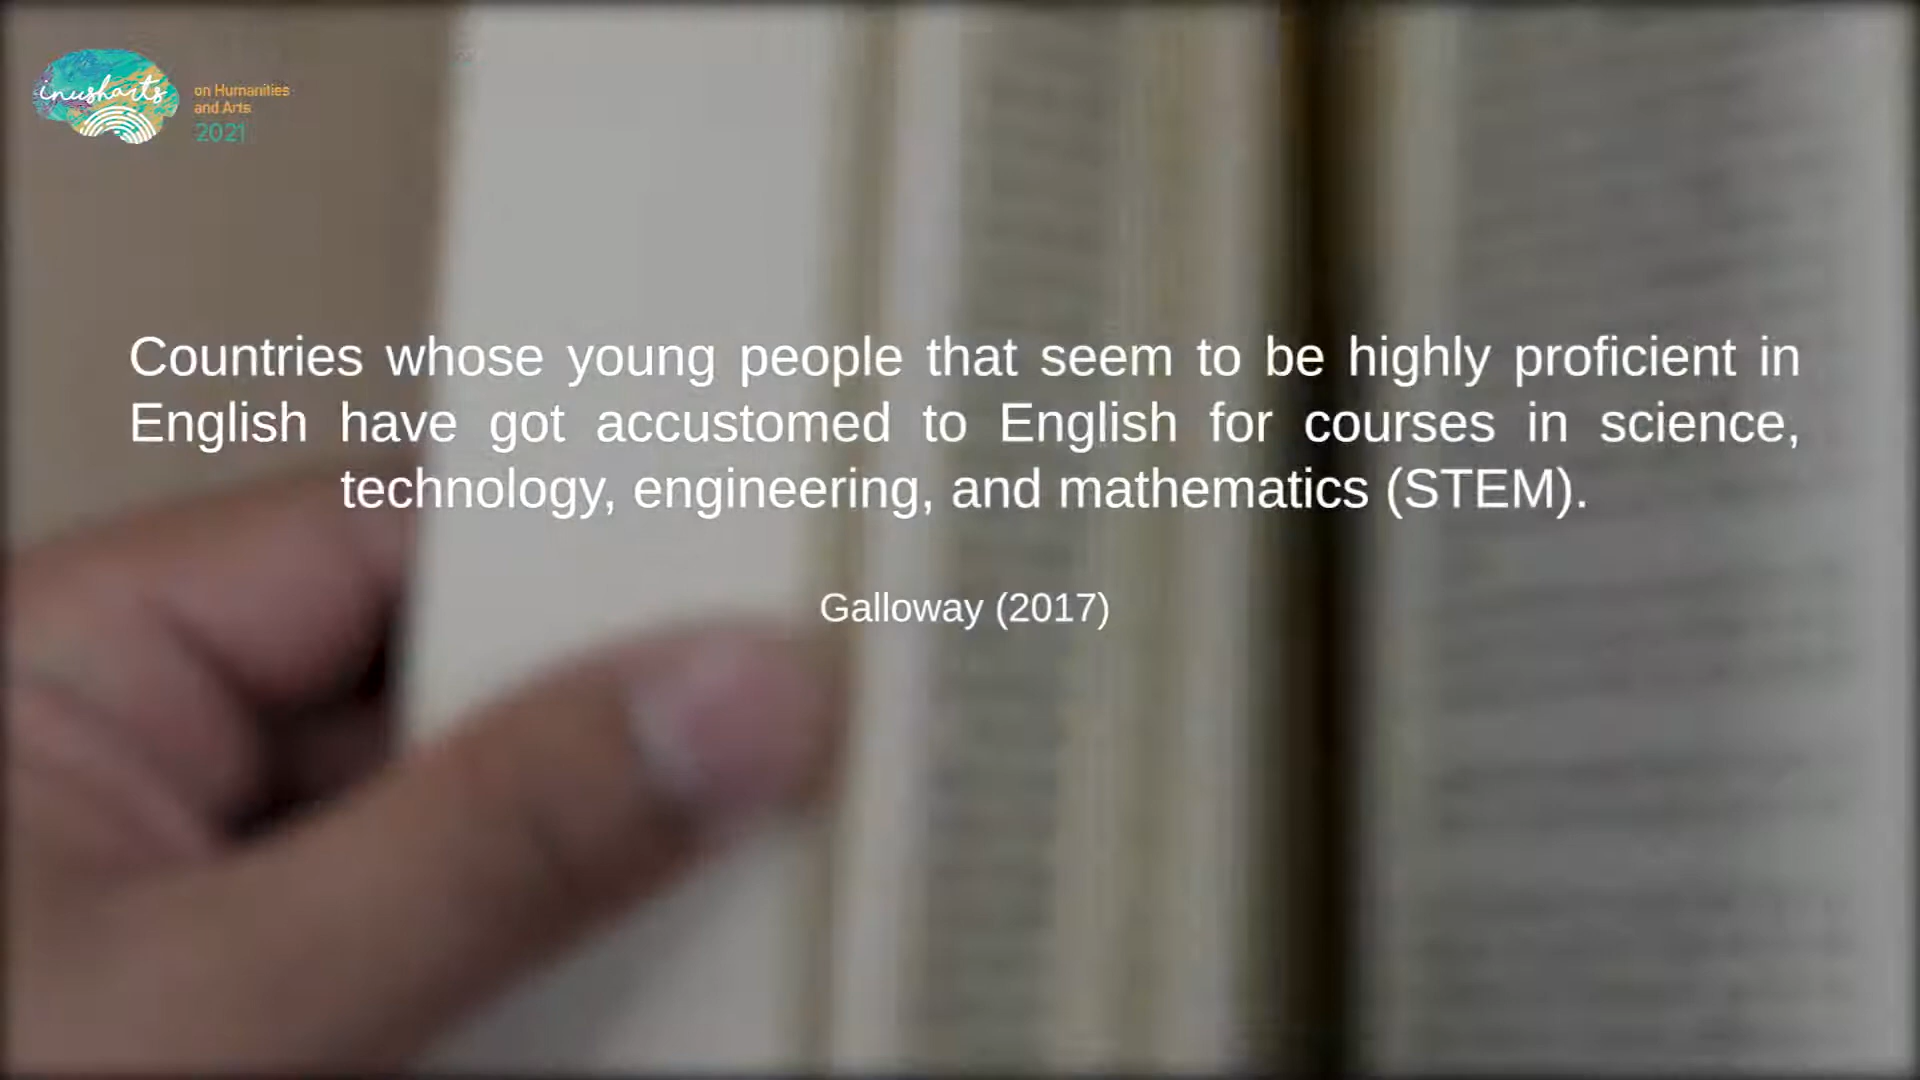 inusharts
on Humanities
and Arts
2021
Countries whose young people that seem to be highly proficient in
English have got accustomed to English for courses in science,
technology, engineering, and mathematics (STEM).
Galloway (2017)